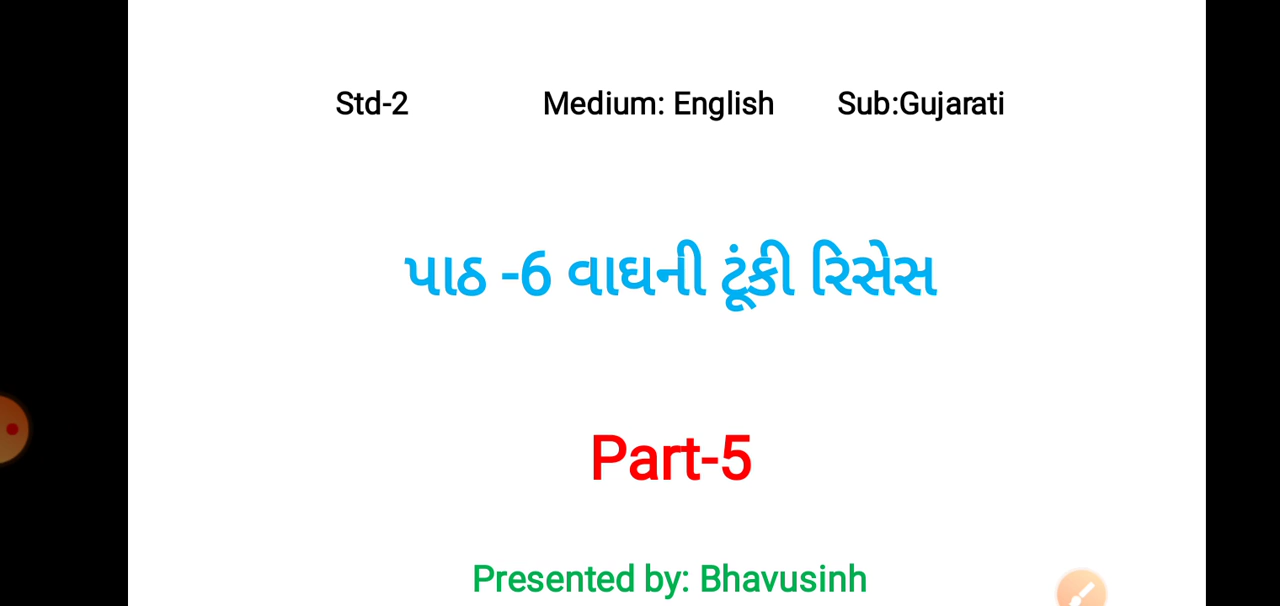 Std-2 Medium: English Sub:Gujarati
પાઠ -6 વાઘની ટૂંકી રિસેસ
Part-5
Presented by: Bhavusinh